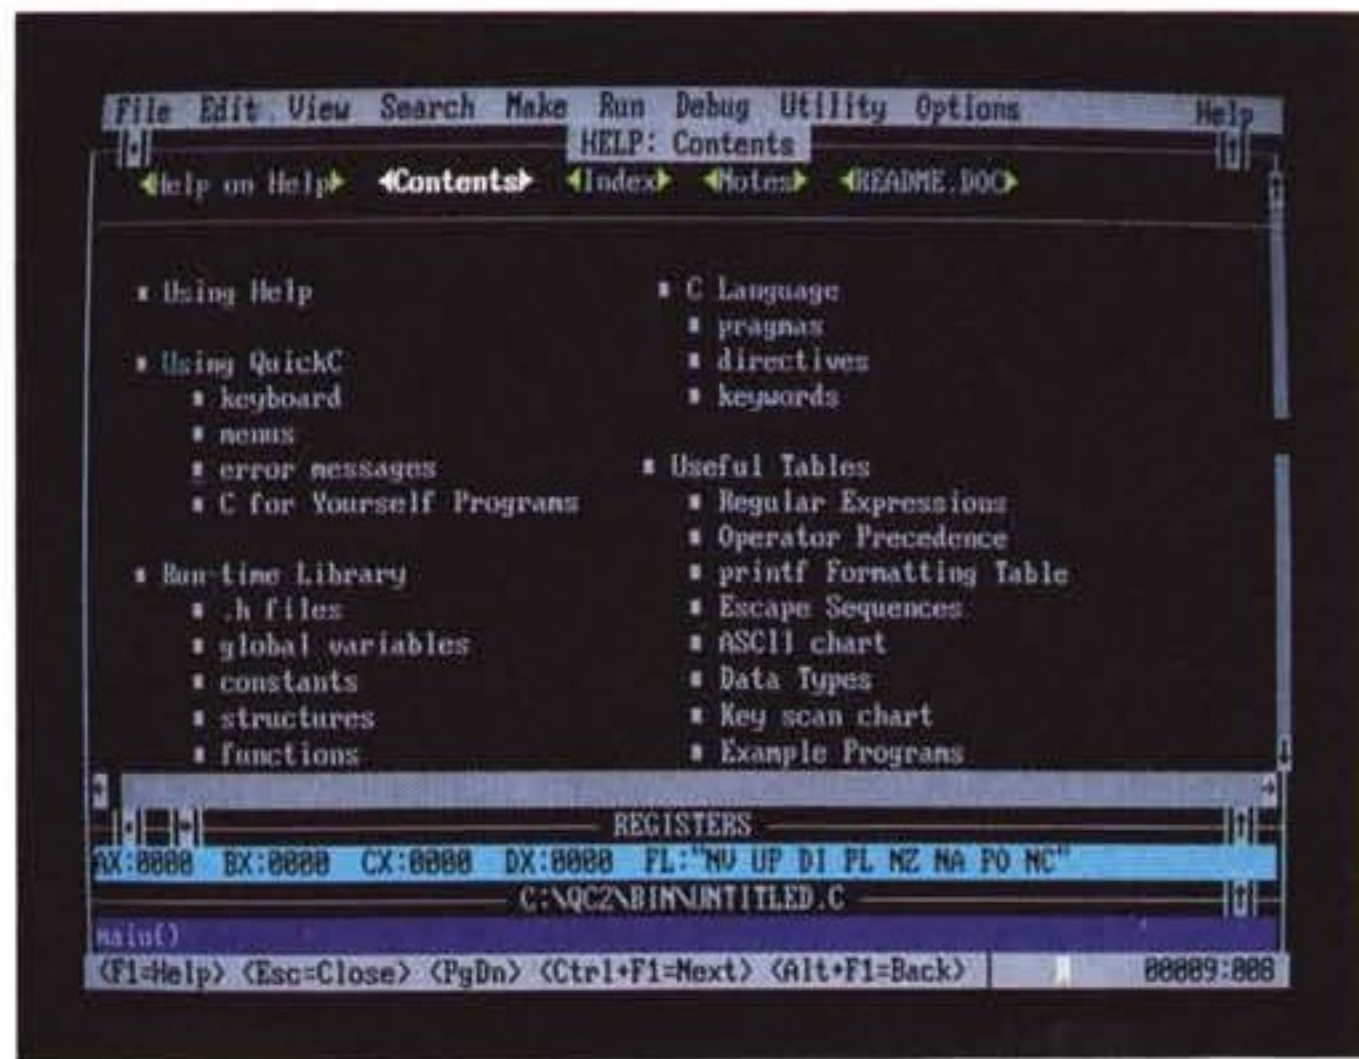 File Edit View Search Make Run Debug Utility Options Help
HELP: Contents
◄Help on Help► ◄Contents► ◄Index► ◄Notes► ◄README.DOC►
▪ Using Help
▪ Using QuickC
▪ keyboard
▪ menus
▪ error messages
▪ C for Yourself Programs
▪ Run-time Library
▪ .h files
▪ global variables
▪ constants
▪ structures
▪ functions
▪ C Language
▪ pragmas
▪ directives
▪ keywords
▪ Useful Tables
▪ Regular Expressions
▪ Operator Precedence
▪ printf Formatting Table
▪ Escape Sequences
▪ ASCII chart
▪ Data Types
▪ Key scan chart
▪ Example Programs
REGISTERS
AX:0000 BX:0000 CX:0000 DX:0000 FL:"NV UP DI PL NZ NA PO NC"
C:\QC2\BIN\UNTITLED.C
main()
<F1=Help> <Esc=Close> <PgDn> <Ctrl+F1=Next> <Alt+F1=Back> 00009:008